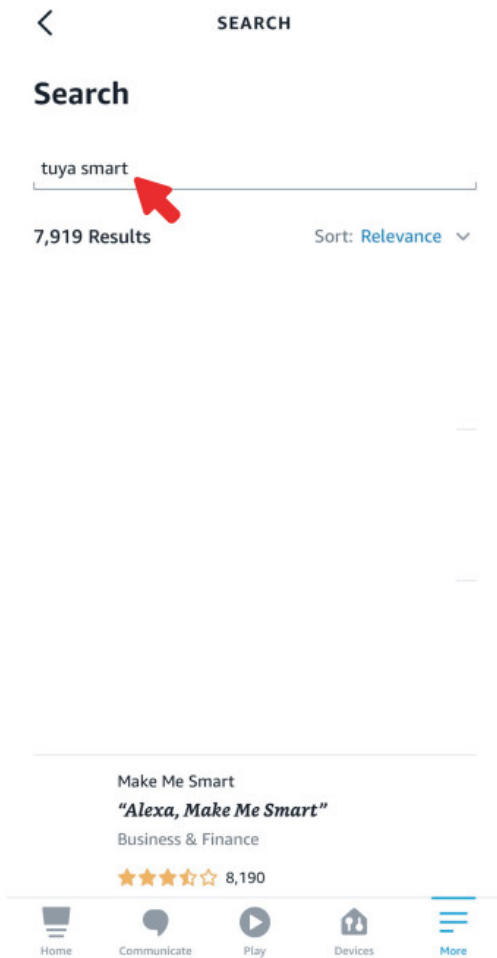 SEARCH
Search
tuya smart
7,919 Results
Sort: Relevance
Make Me Smart
“Alexa, Make Me Smart”
Business & Finance
8,190
Home Communicate Play Devices More